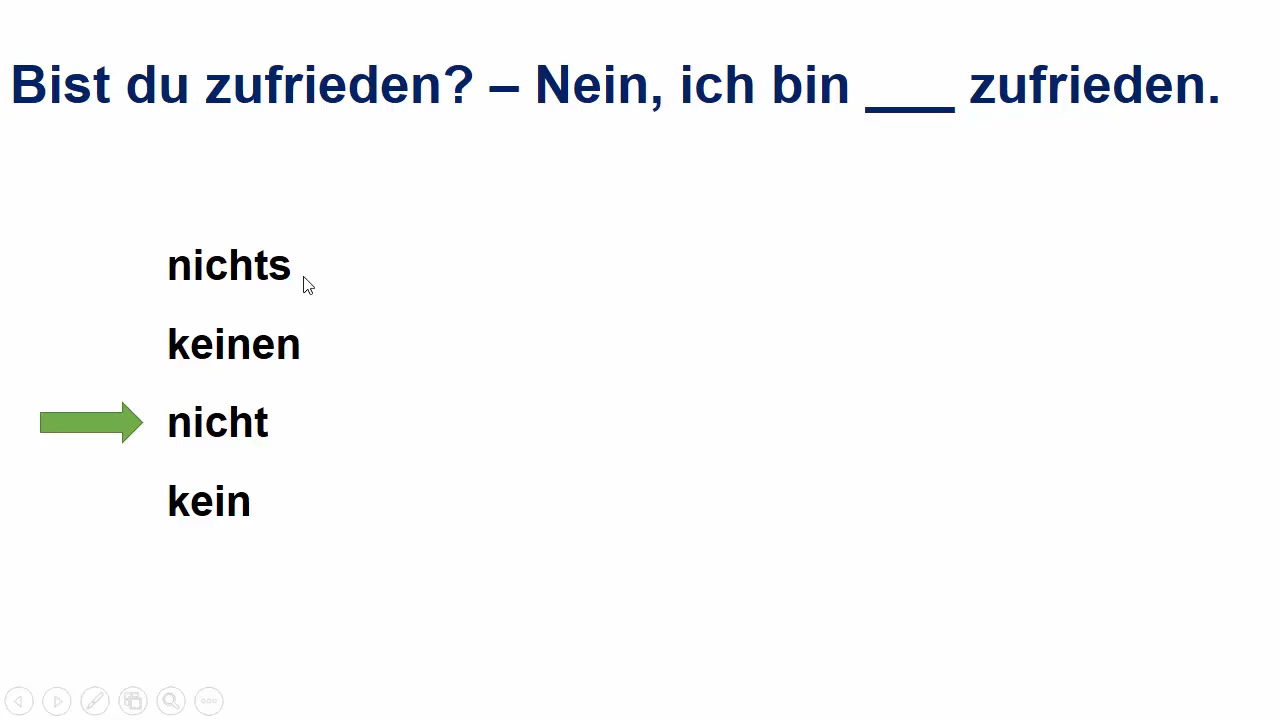 Bist du zufrieden? – Nein, ich bin ___ zufrieden.
nichts
keinen
nicht
kein